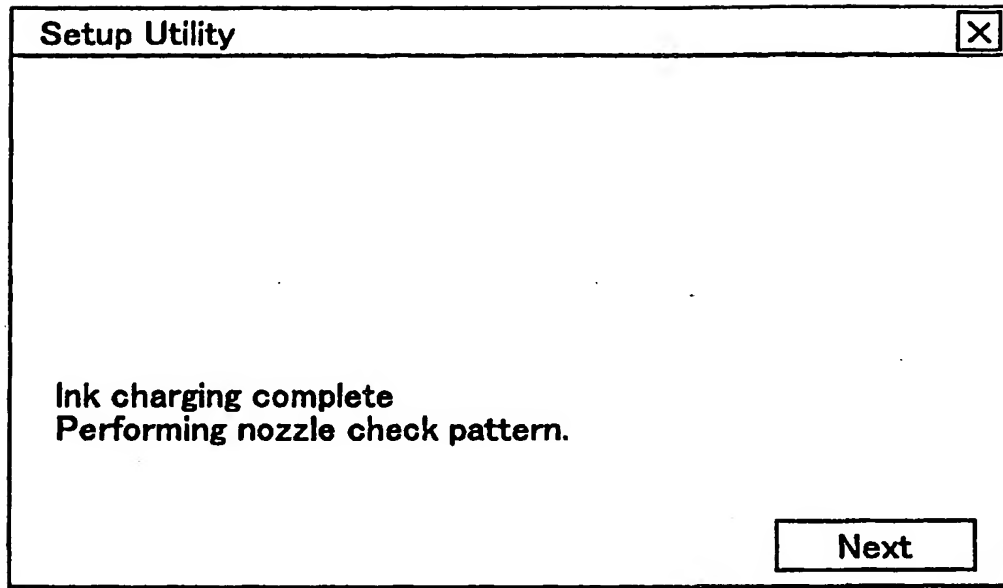 Setup Utility
Ink charging complete
Performing nozzle check pattern.
Next